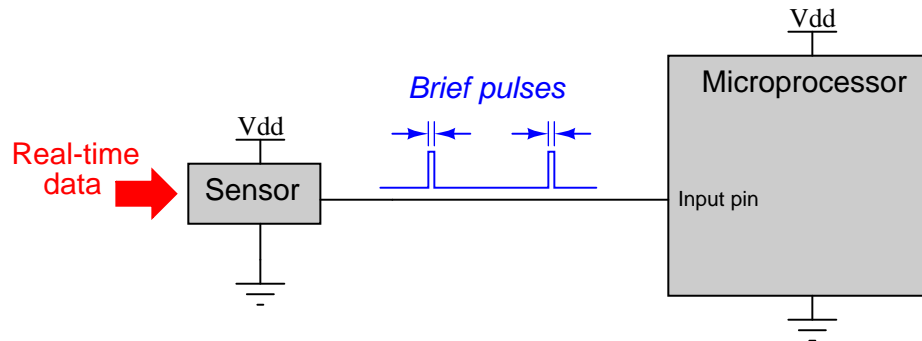 Vdd
Microprocessor
Brief pulses
Vdd
Real-time
data
Sensor
Input pin